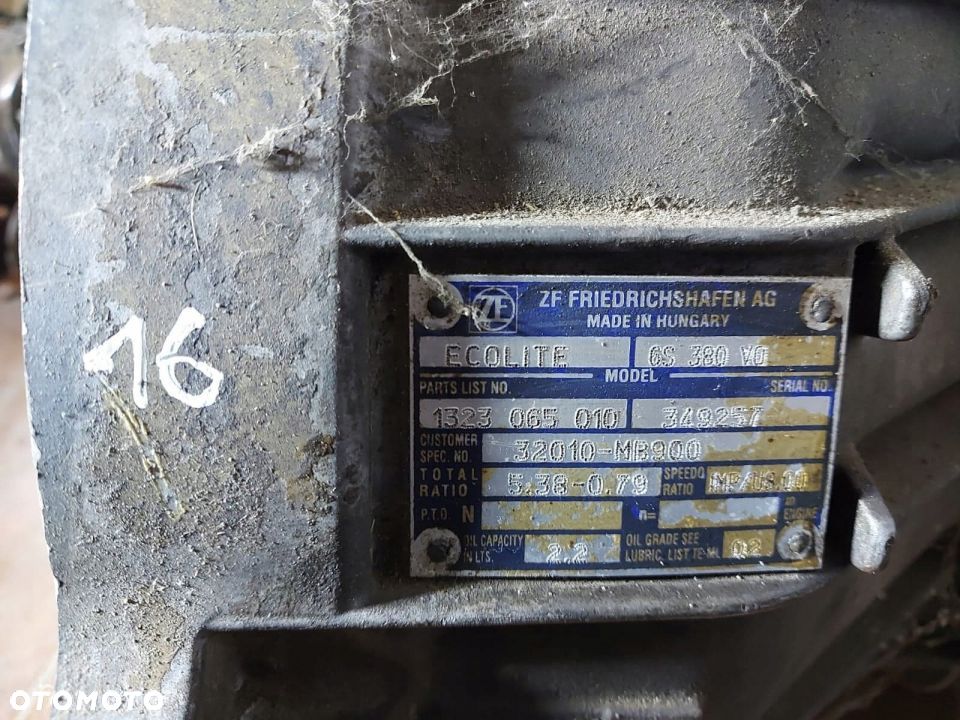 ZF ZF FRIEDRICHSHAFEN AG
MADE IN HUNGARY
ECOLITE 6S 380 VO
MODEL
PARTS LIST NO. SERIAL NO.
1323 065 010 349257
CUSTOMER SPEC. NO. 32010-MB900
TOTAL RATIO 5.38-0.79 SPEEDO RATIO
P.T.O. N n= ENGINE
OIL CAPACITY IN LTS. 2.2 OIL GRADE SEE LUBRIC. LIST TE-ML 02
16
OTOMOTO